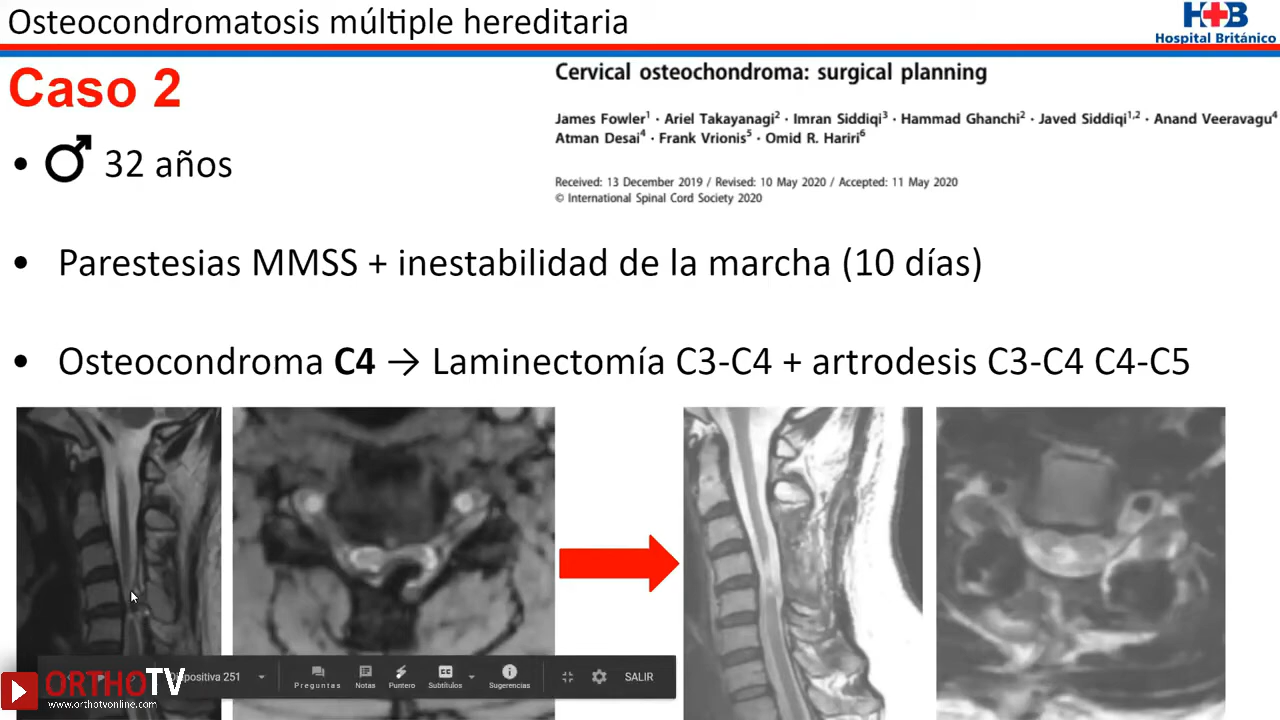 Osteocondromatosis múltiple hereditaria
H B
Hospital Británico
Caso 2
Cervical osteochondroma: surgical planning
James Fowler1 · Ariel Takayanagi2 · Imran Siddiqi3 · Hammad Ghanchi2 · Javed Siddiqi1,2 · Anand Veeravagu4
Atman Desai4 · Frank Vrionis5 · Omid R. Hariri6
Received: 13 December 2019 / Revised: 10 May 2020 / Accepted: 11 May 2020
© International Spinal Cord Society 2020
• ♂ 32 años
• Parestesias MMSS + inestabilidad de la marcha (10 días)
• Osteocondroma C4 → Laminectomía C3-C4 + artrodesis C3-C4 C4-C5
Diapositiva 251
Preguntas
Notas
Puntero
Subtítulos
Sugerencias
SALIR
ORTHOTV
www.orthotvonline.com